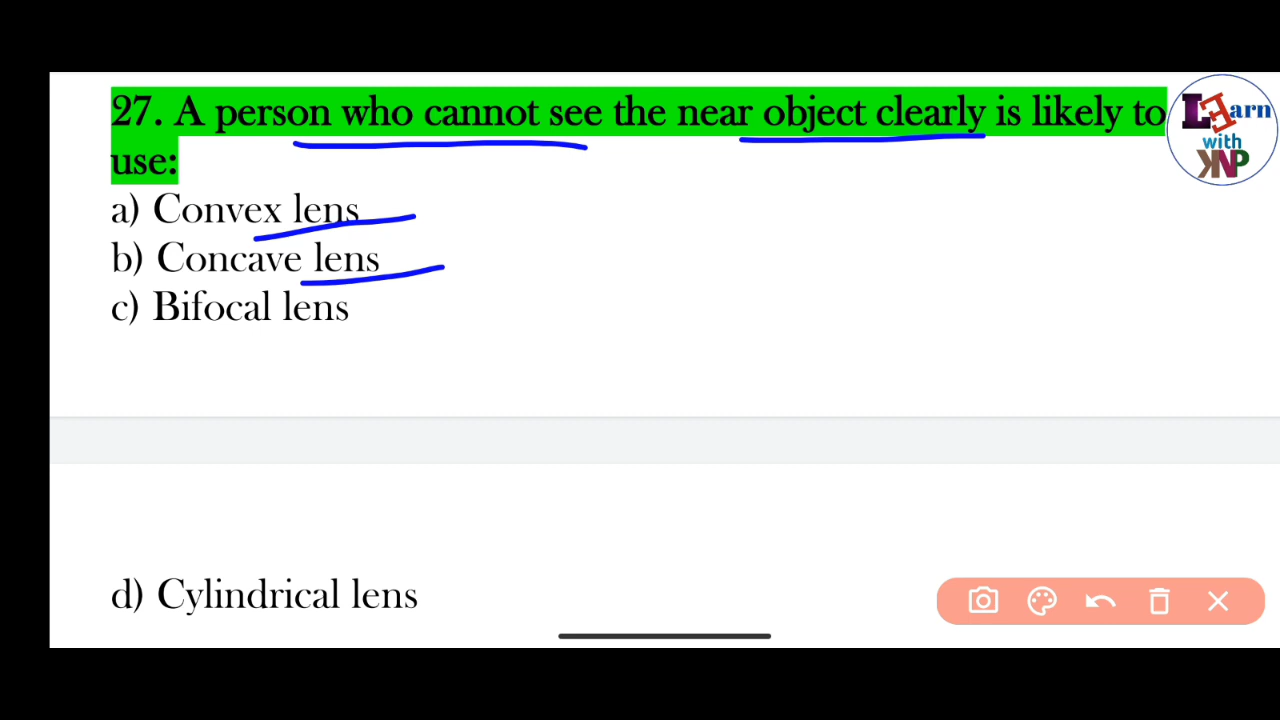 27. A person who cannot see the near object clearly is likely to
use:
a) Convex lens
b) Concave lens
c) Bifocal lens
d) Cylindrical lens
Learn
with
KNP